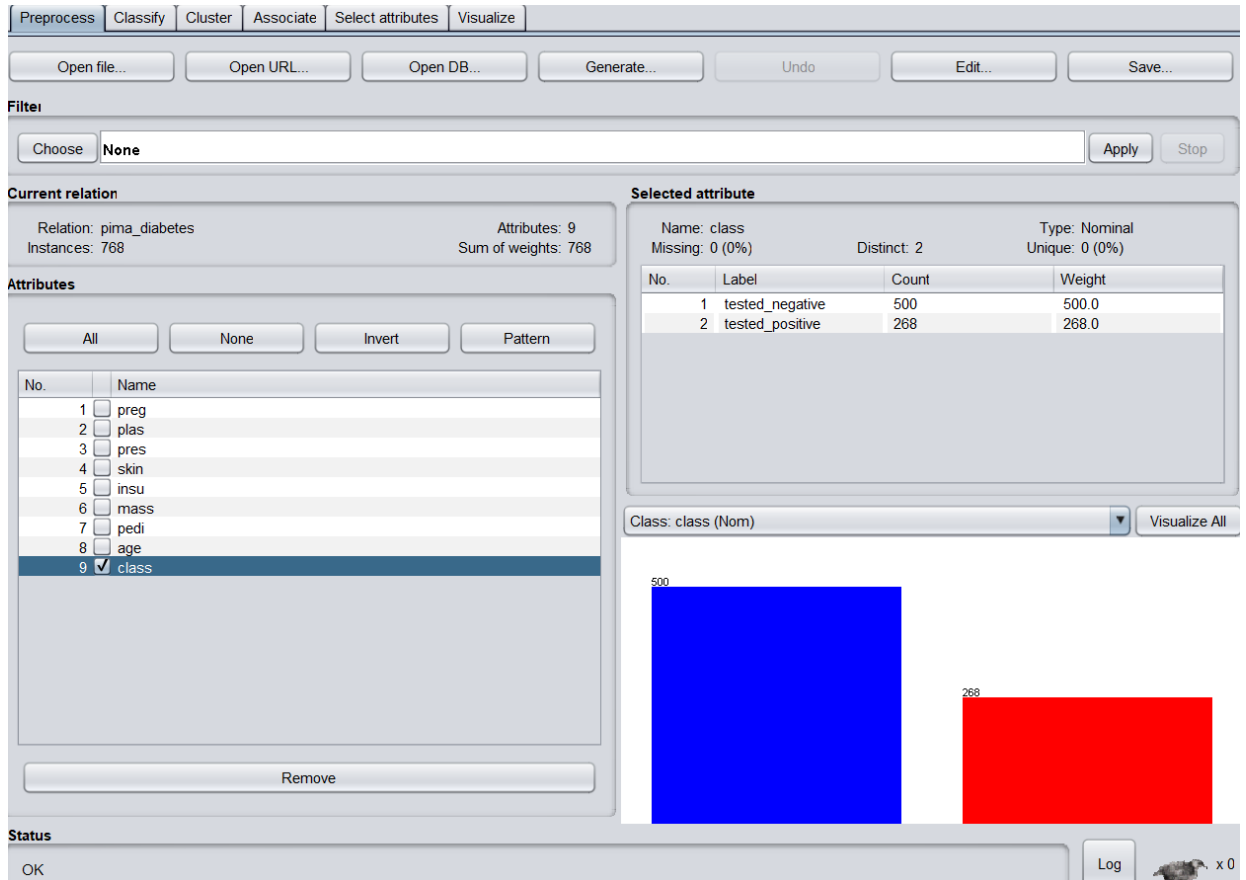 Preprocess Classify Cluster Associate Select attributes Visualize
Open file... Open URL... Open DB... Generate... Undo Edit... Save...
Filter
Choose None Apply Stop
Current relation
Relation: pima_diabetes Attributes: 9
Instances: 768 Sum of weights: 768
Selected attribute
Name: class Type: Nominal
Missing: 0 (0%) Distinct: 2 Unique: 0 (0%)
No. Label Count Weight
1 tested_negative 500 500.0
2 tested_positive 268 268.0
Attributes
All None Invert Pattern
No. Name
1 preg
2 plas
3 pres
4 skin
5 insu
6 mass
7 pedi
8 age
9 class
Remove
Class: class (Nom) Visualize All
500
268
Status
OK
Log x 0